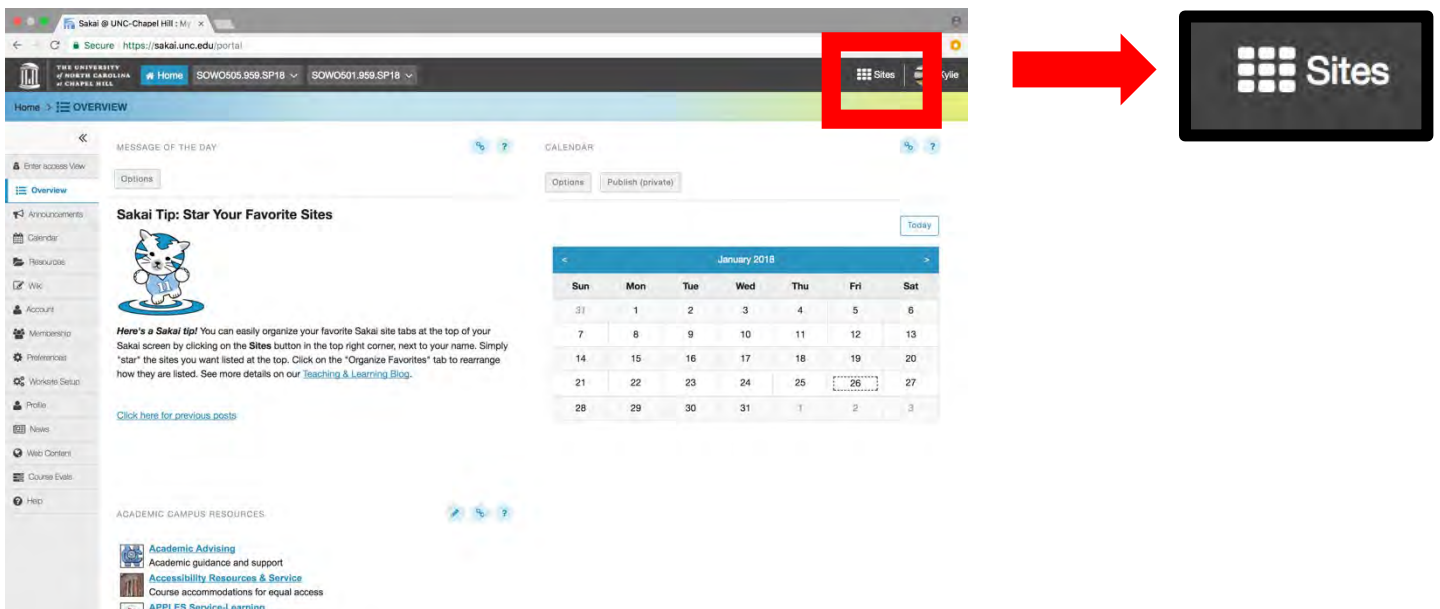 Sakai @ UNC-Chapel Hill : My
Secure https://sakai.unc.edu/portal
THE UNIVERSITY
of NORTH CAROLINA
at CHAPEL HILL
Home
SOWO505.959.SP18
SOWO501.959.SP18
Sites
Kylie
Sites
Home > OVERVIEW
«
Enter access View
Overview
Announcements
Calendar
Resources
Wiki
Account
Membership
Preferences
Worksite Setup
Profile
News
Web Content
Course Evals
Help
MESSAGE OF THE DAY
?
Options
Sakai Tip: Star Your Favorite Sites
11
Here's a Sakai tip! You can easily organize your favorite Sakai site tabs at the top of your
Sakai screen by clicking on the Sites button in the top right corner, next to your name. Simply
"star" the sites you want listed at the top. Click on the "Organize Favorites" tab to rearrange
how they are listed. See more details on our Teaching & Learning Blog.
Click here for previous posts
ACADEMIC CAMPUS RESOURCES
?
Academic Advising
Academic guidance and support
Accessibility Resources & Service
Course accommodations for equal access
APPLES Service-Learning
CALENDAR
?
Options
Publish (private)
Today
< January 2018 >
Sun Mon Tue Wed Thu Fri Sat
31 1 2 3 4 5 6
7 8 9 10 11 12 13
14 15 16 17 18 19 20
21 22 23 24 25 26 27
28 29 30 31 1 2 3